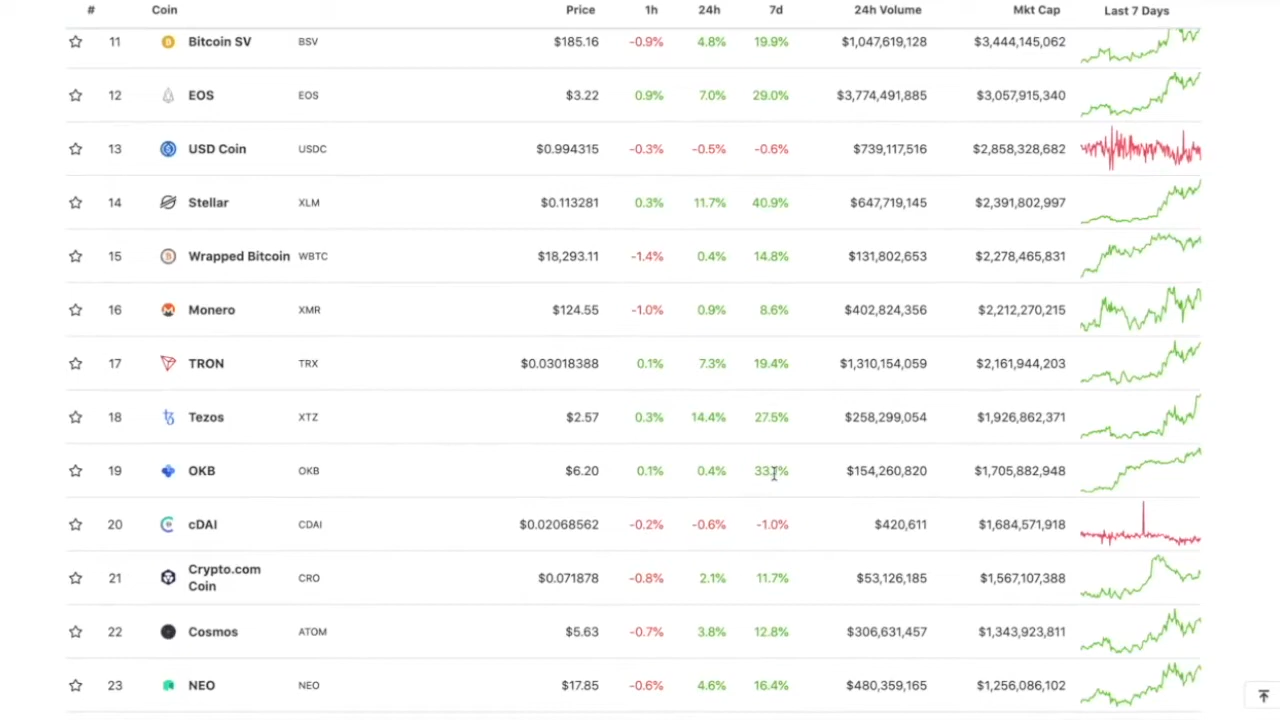 # Coin Price 1h 24h 7d 24h Volume Mkt Cap Last 7 Days
11 Bitcoin SV BSV $185.16 -0.9% 4.8% 19.9% $1,047,619,128 $3,444,145,062
12 EOS EOS $3.22 0.9% 7.0% 29.0% $3,774,491,885 $3,057,915,340
13 USD Coin USDC $0.994315 -0.3% -0.5% -0.6% $739,117,516 $2,858,328,682
14 Stellar XLM $0.113281 0.3% 11.7% 40.9% $647,719,145 $2,391,802,997
15 Wrapped Bitcoin WBTC $18,293.11 -1.4% 0.4% 14.8% $131,802,653 $2,278,465,831
16 Monero XMR $124.55 -1.0% 0.9% 8.6% $402,824,356 $2,212,270,215
17 TRON TRX $0.03018388 0.1% 7.3% 19.4% $1,310,154,059 $2,161,944,203
18 Tezos XTZ $2.57 0.3% 14.4% 27.5% $258,299,054 $1,926,862,371
19 OKB OKB $6.20 0.1% 0.4% $154,260,820 $1,705,882,948
20 cDAI CDAI $0.02068562 -0.2% -0.6% -1.0% $420,611 $1,684,571,918
21 Crypto.com Coin CRO $0.071878 -0.8% 2.1% 11.7% $53,126,185 $1,567,107,388
22 Cosmos ATOM $5.63 -0.7% 3.8% 12.8% $306,631,457 $1,343,923,811
23 NEO NEO $17.85 -0.6% 4.6% 16.4% $480,359,165 $1,256,086,102